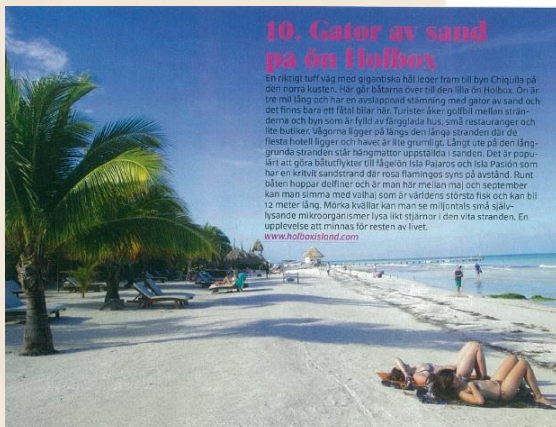 10. Gator av sand
på ön Holbox
En riktigt tuff väg med gigantiska hål leder fram till byn Chiquila på
den norra kusten. Här går båtarna över till den lilla ön Holbox. Ön är
tre mil lång och har en avslappnad stämning med gator av sand och
det finns bara ett fåtal bilar här. Turister åker golfbil mellan strän-
derna och byn som är fylld av färgglada hus, små restauranger och
lite butiker. Vågorna ligger på längs den långa stranden där de
flesta hotell ligger och havet är lite grumligt. Långt ute på den lång-
grunda stranden står hängmattor uppställda i sanden. Det är popu-
lärt att göra båtutflykter till fågelön Isla Pajaros och Isla Pasión som
har en kritvit sandstrand där rosa flamingos syns på avstånd. Runt
båten hoppar delfiner och är man här mellan maj och september
kan man simma med valhaj som är världens största fisk och kan bli
12 meter lång. Mörka kvällar kan man se miljontals små själv-
lysande mikroorganismer lysa likt stjärnor i den vita stranden. En
upplevelse att minnas för resten av livet.
www.holboxisland.com